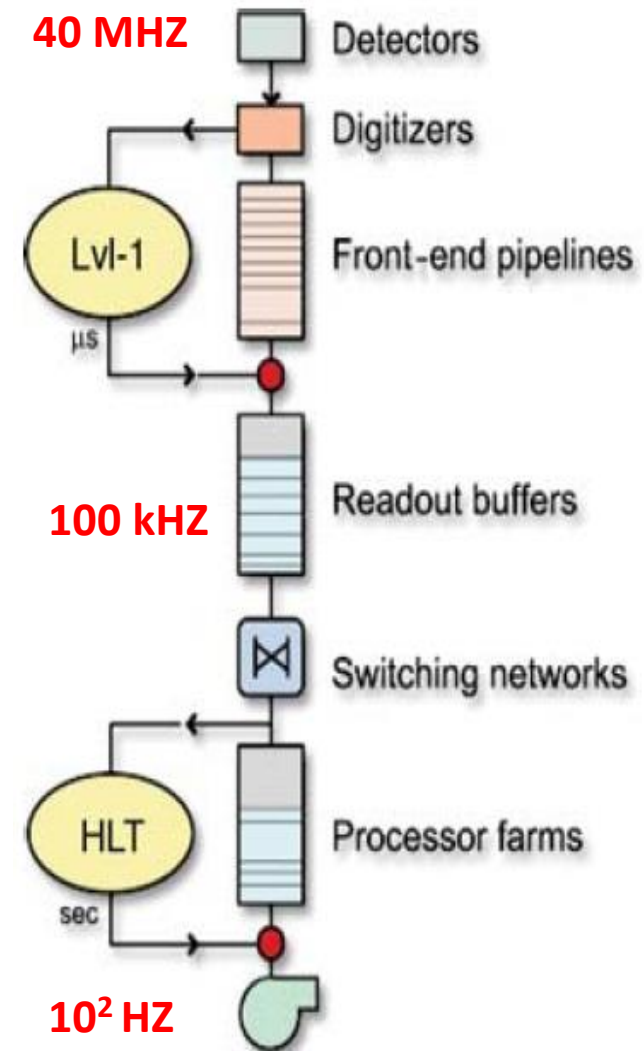 40 MHZ
Detectors
Digitizers
Lvl-1
Front-end pipelines
μs
100 kHZ
Readout buffers
Switching networks
HLT
Processor farms
sec
10² HZ